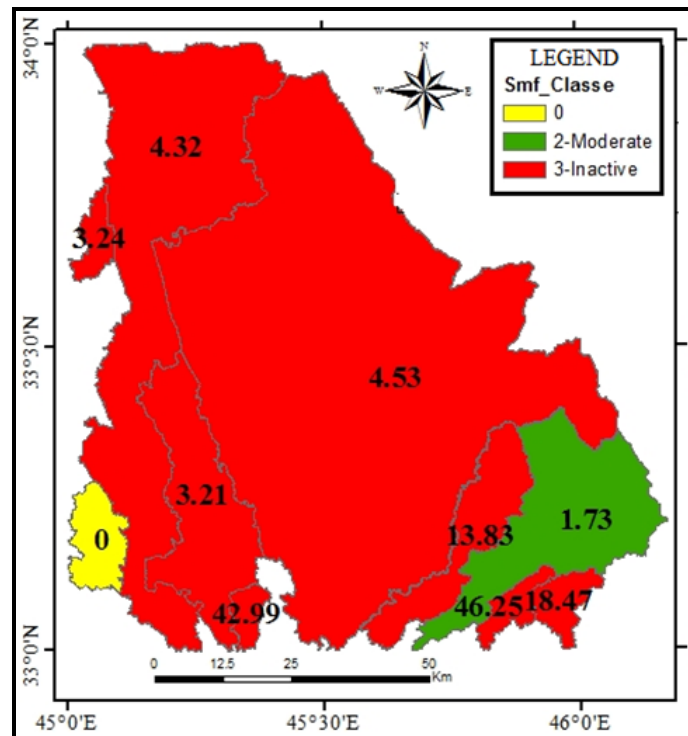 34°0'N
33°30'N
33°0'N
N
W
E
S
LEGEND
Smf_Classe
0
2-Moderate
3-Inactive
4.32
3.24
4.53
3.21
0
13.83
1.73
42.99
46.25
18.47
0 12.5 25 50
Km
45°0'E 45°30'E 46°0'E